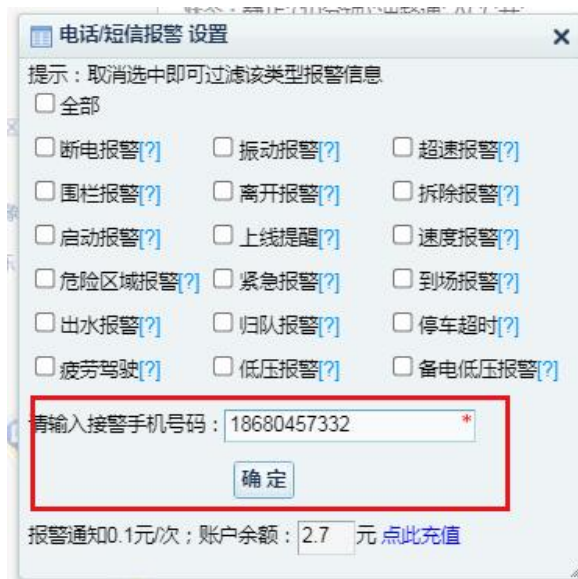 电话/短信报警 设置
提示：取消选中即可过滤该类型报警信息
全部
断电报警[?] 振动报警[?] 超速报警[?]
围栏报警[?] 离开报警[?] 拆除报警[?]
启动报警[?] 上线提醒[?] 速度报警[?]
危险区域报警[?] 紧急报警[?] 到场报警[?]
出水报警[?] 归队报警[?] 停车超时[?]
疲劳驾驶[?] 低压报警[?] 备电低压报警[?]
请输入接警手机号码：18680457332 *
确定
报警通知0.1元/次；账户余额：2.7 元 点此充值